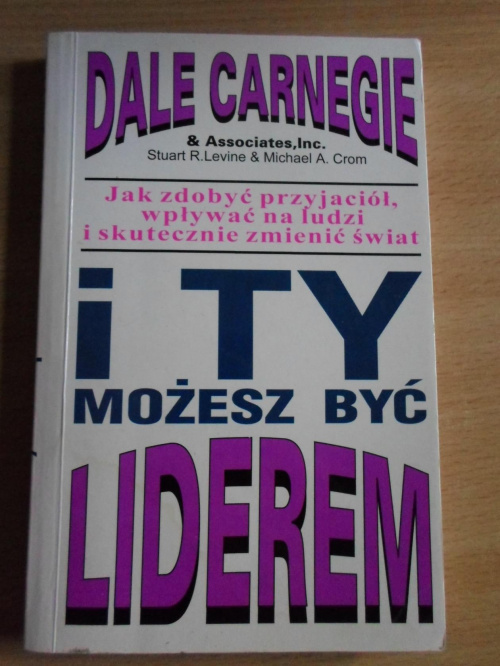 DALE CARNEGIE
& Associates,Inc.
Stuart R.Levine & Michael A. Crom
Jak zdobyć przyjaciół,
wpływać na ludzi
i skutecznie zmienić świat
i TY
MOŻESZ BYĆ
LIDEREM